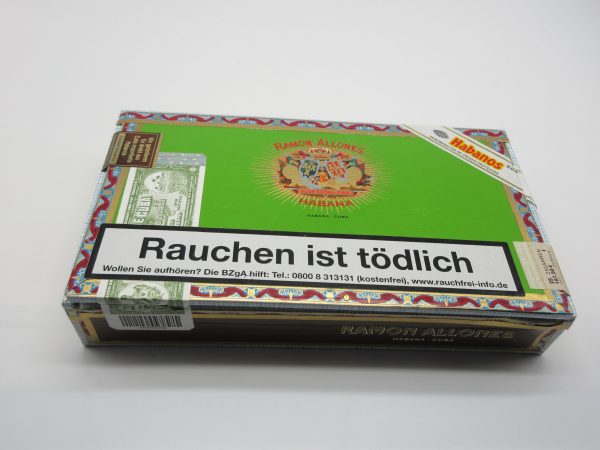 RAMON ALLONES
HABANA
HABANA - CUBA
Habanos
Rauchen ist tödlich
Wollen Sie aufhören? Die BZgA hilft: Tel.: 0800 8 313131 (kostenfrei), www.rauchfrei-info.de
RAMON ALLONES
HABANA - CUBA